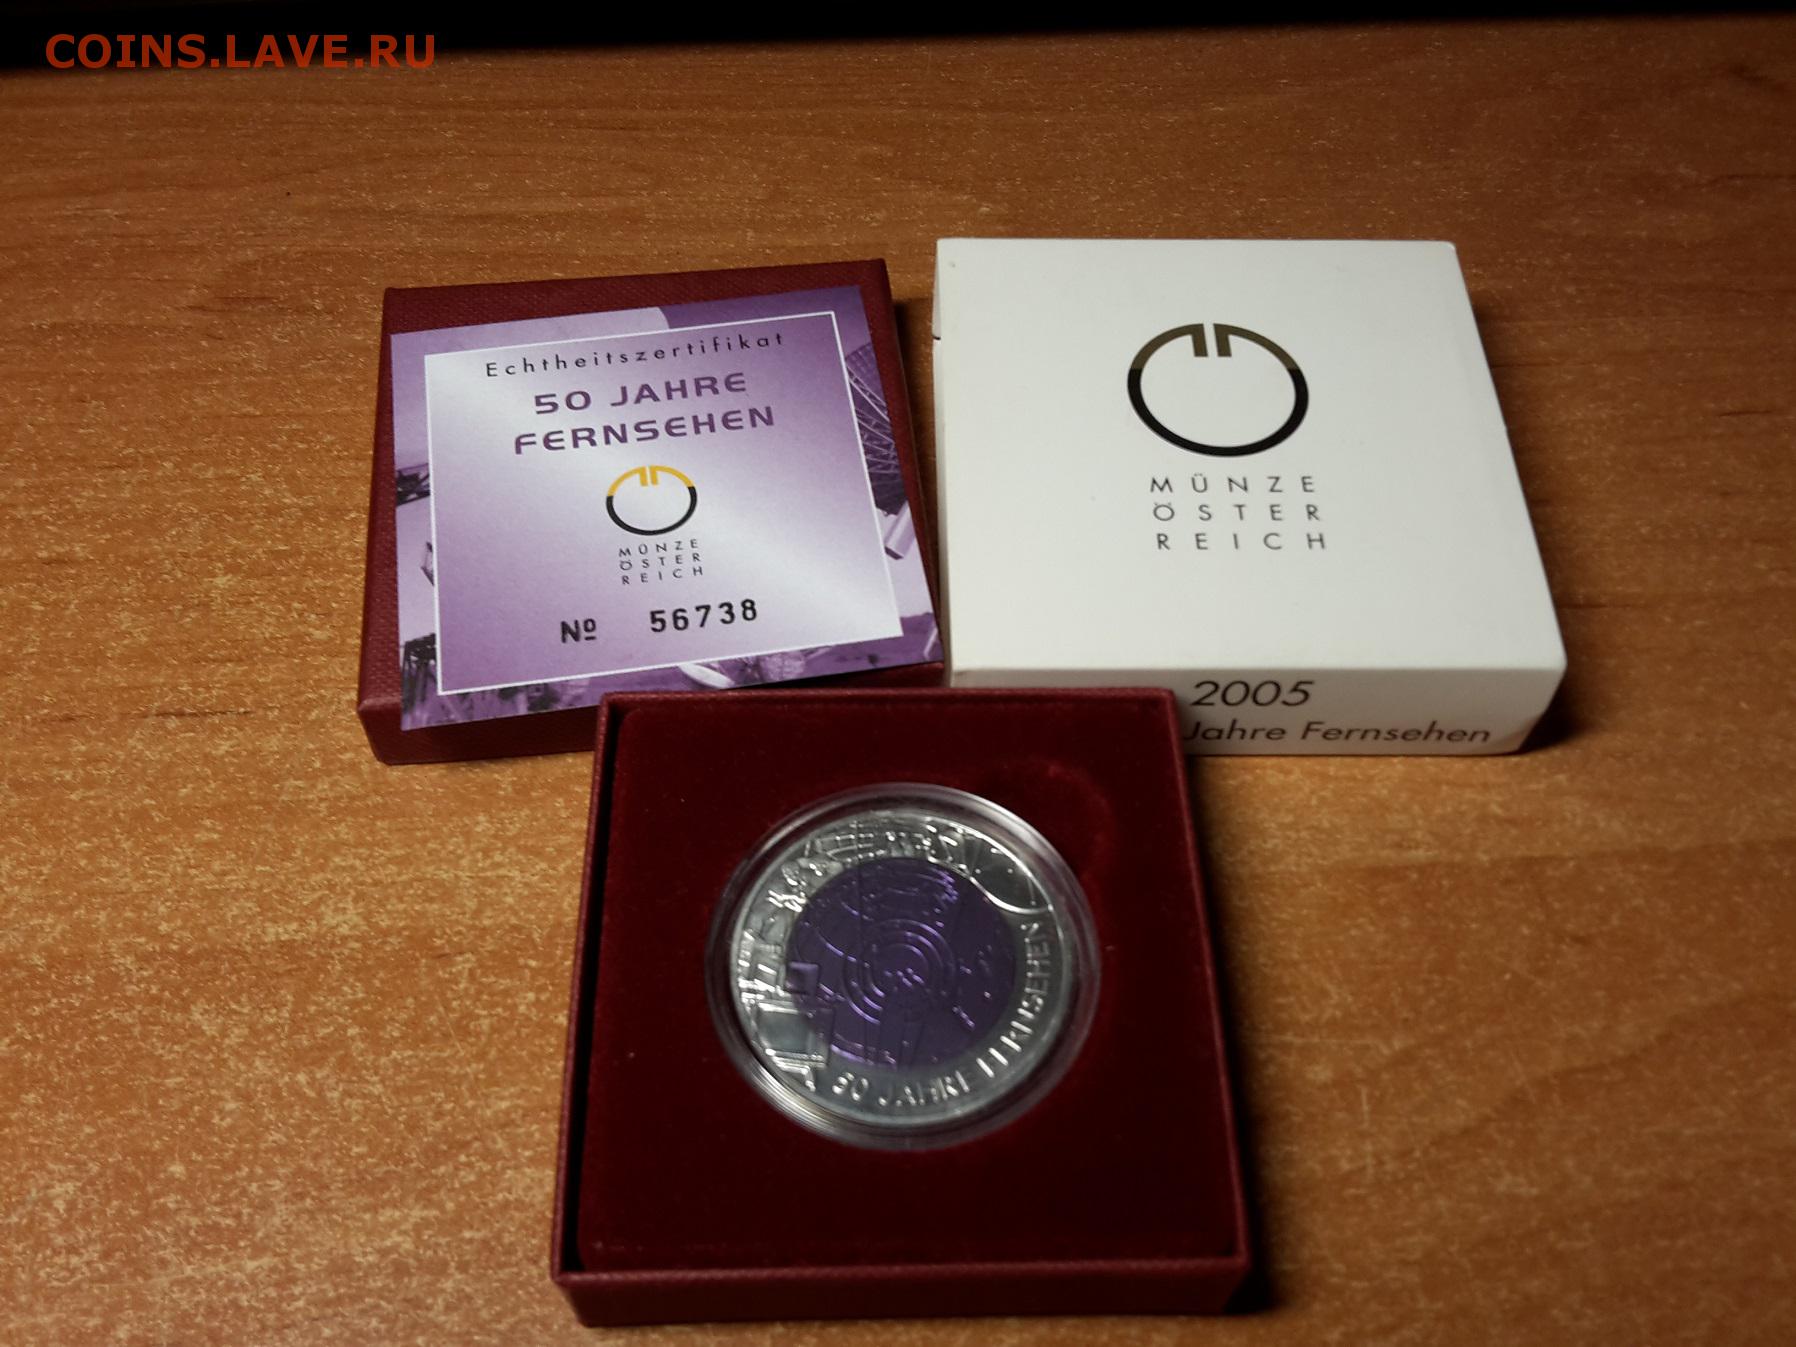 COINS.LAVE.RU
Echtheitszertifikat
50 JAHRE
FERNSEHEN
MÜNZE
ÖSTER
REICH
Nº 56738
MÜNZE
ÖSTER
REICH
2005
Jahre Fernsehen
50 JAHRE FERNSEHEN